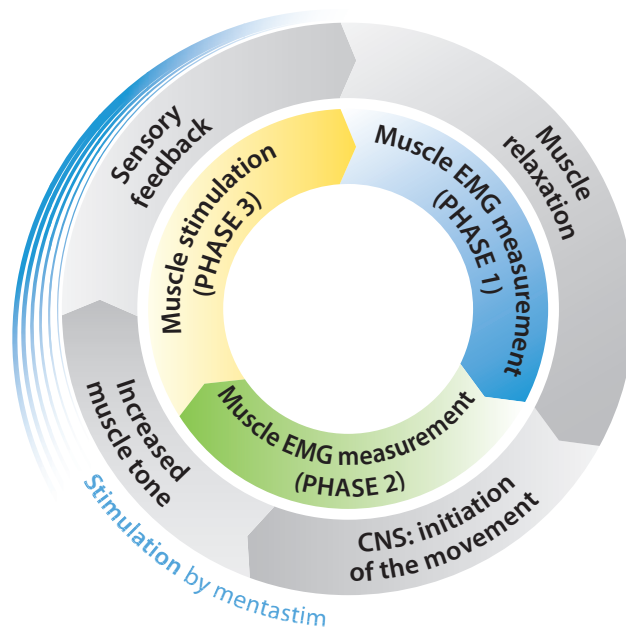 Muscle
relaxation
CNS: initiation
of the movement
Increased
muscle tone
Sensory
feedback
Muscle EMG measurement
(PHASE 1)
Muscle EMG measurement
(PHASE 2)
Muscle stimulation
(PHASE 3)
Stimulation by mentastim